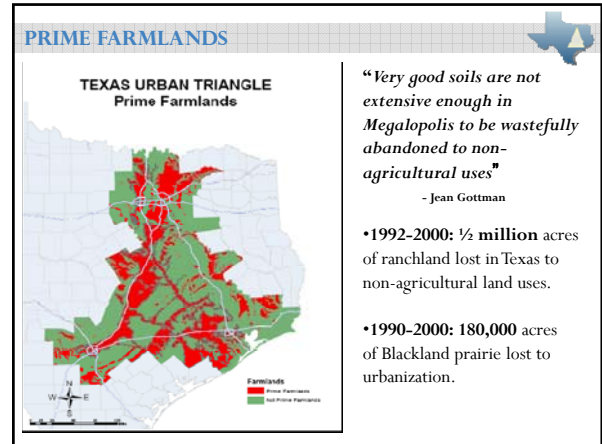 PRIME FARMLANDS
TEXAS URBAN TRIANGLE
Prime Farmlands
Farmlands
Prime Farmlands
Not Prime Farmlands
N
W E
S
“Very good soils are not
extensive enough in
Megalopolis to be wastefully
abandoned to non-
agricultural uses”
- Jean Gottman
•1992-2000: ½ million acres
of ranchland lost in Texas to
non-agricultural land uses.
•1990-2000: 180,000 acres
of Blackland prairie lost to
urbanization.